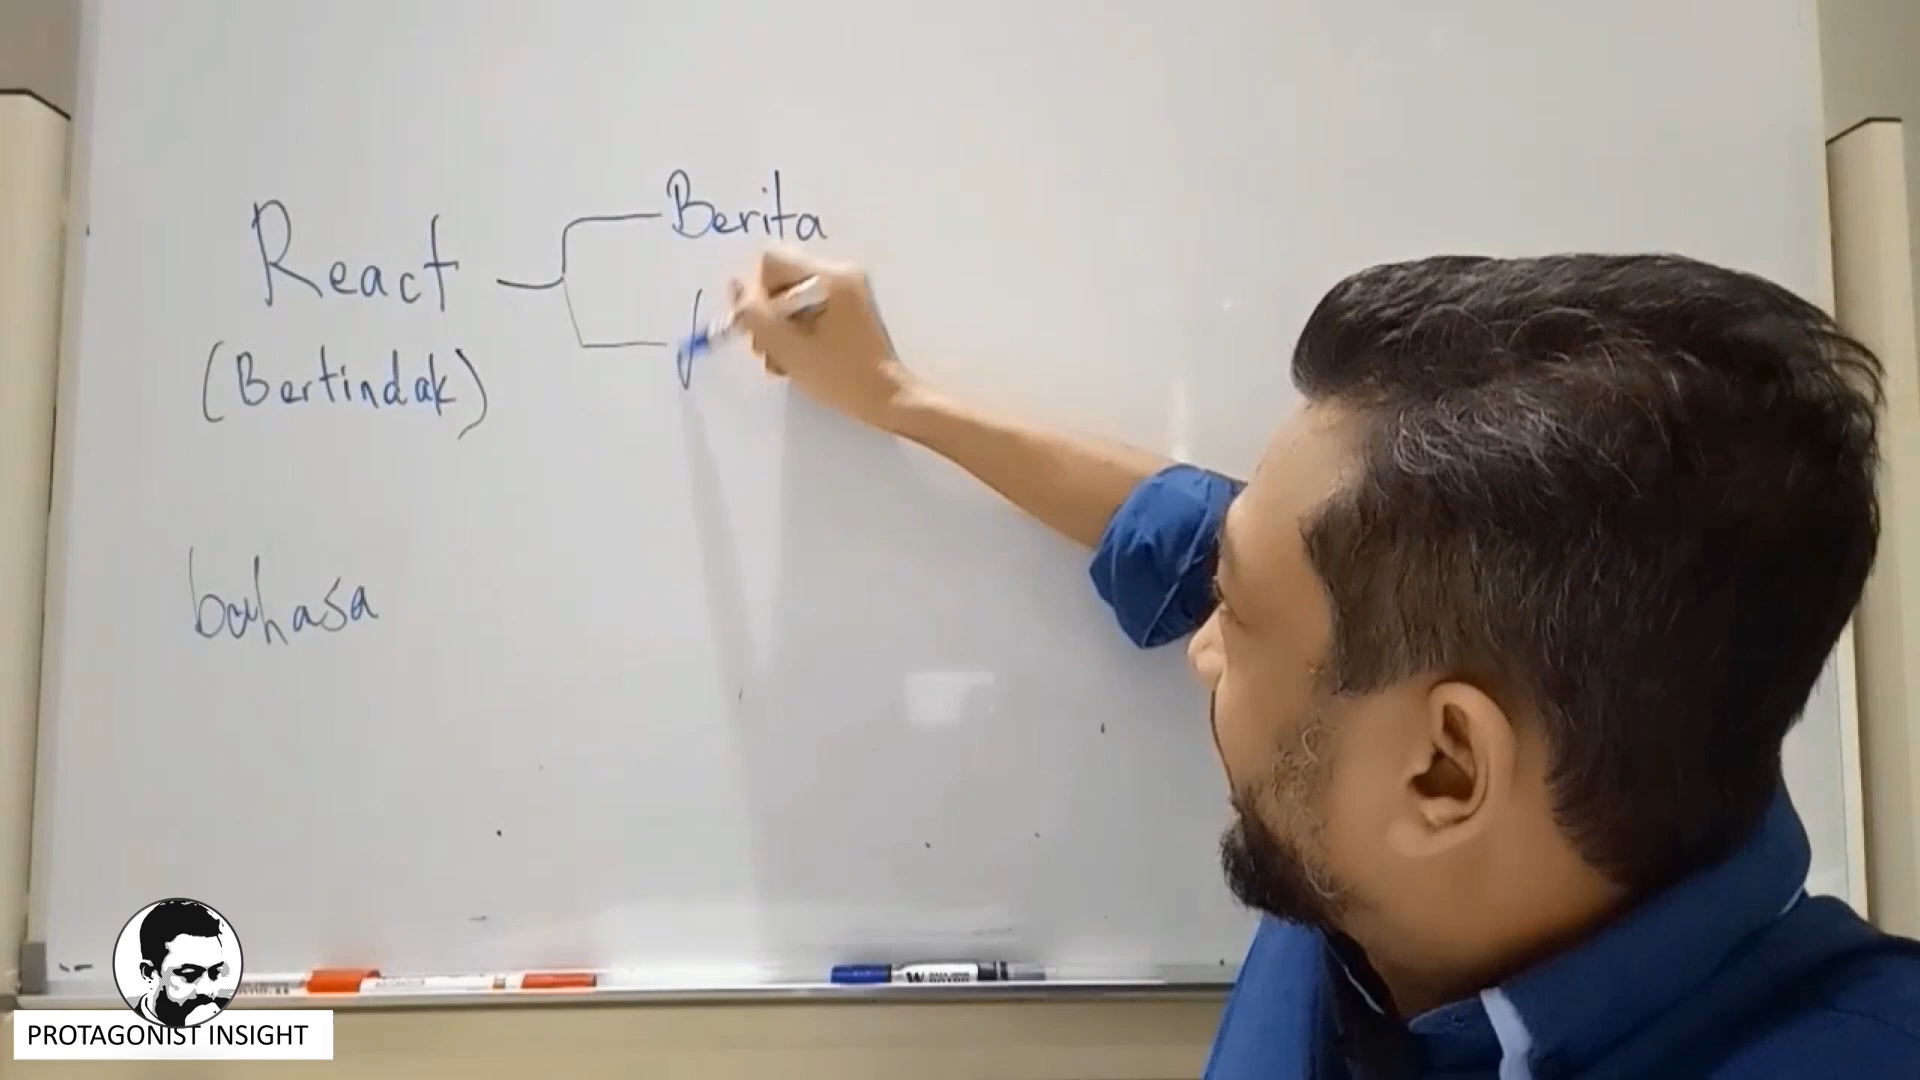 React
(Bertindak)
Berita
bahasa
PROTAGONIST INSIGHT